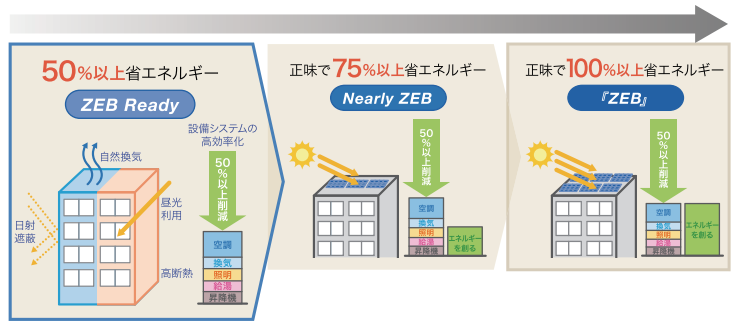 50%以上省エネルギー
ZEB Ready
設備システムの
高効率化
自然換気
50%以上削減
昼光
利用
日射
遮蔽
高断熱
空調
換気
照明
給湯
昇降機
正味で75%以上省エネルギー
Nearly ZEB
50%以上削減
空調
換気
照明
給湯
昇降機
エネルギー
を創る
正味で100%以上省エネルギー
『ZEB』
50%以上削減
空調
換気
照明
給湯
昇降機
エネルギー
を創る